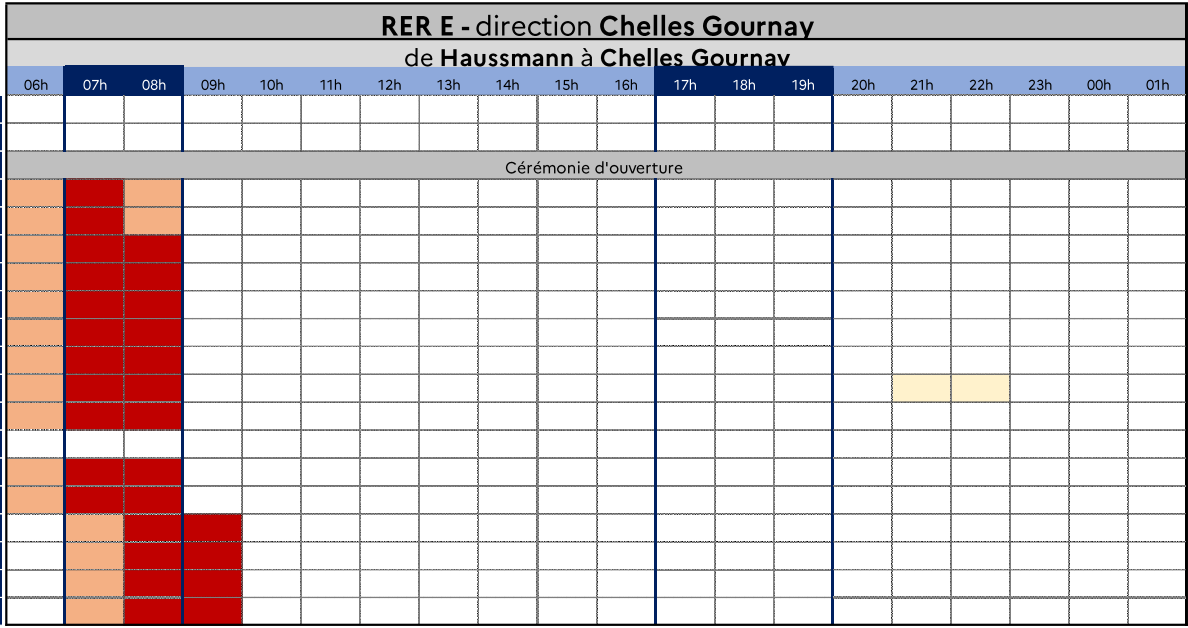 RER E - direction Chelles Gournay
de Haussmann à Chelles Gournay
06h 07h 08h 09h 10h 11h 12h 13h 14h 15h 16h 17h 18h 19h 20h 21h 22h 23h 00h 01h
Cérémonie d'ouverture